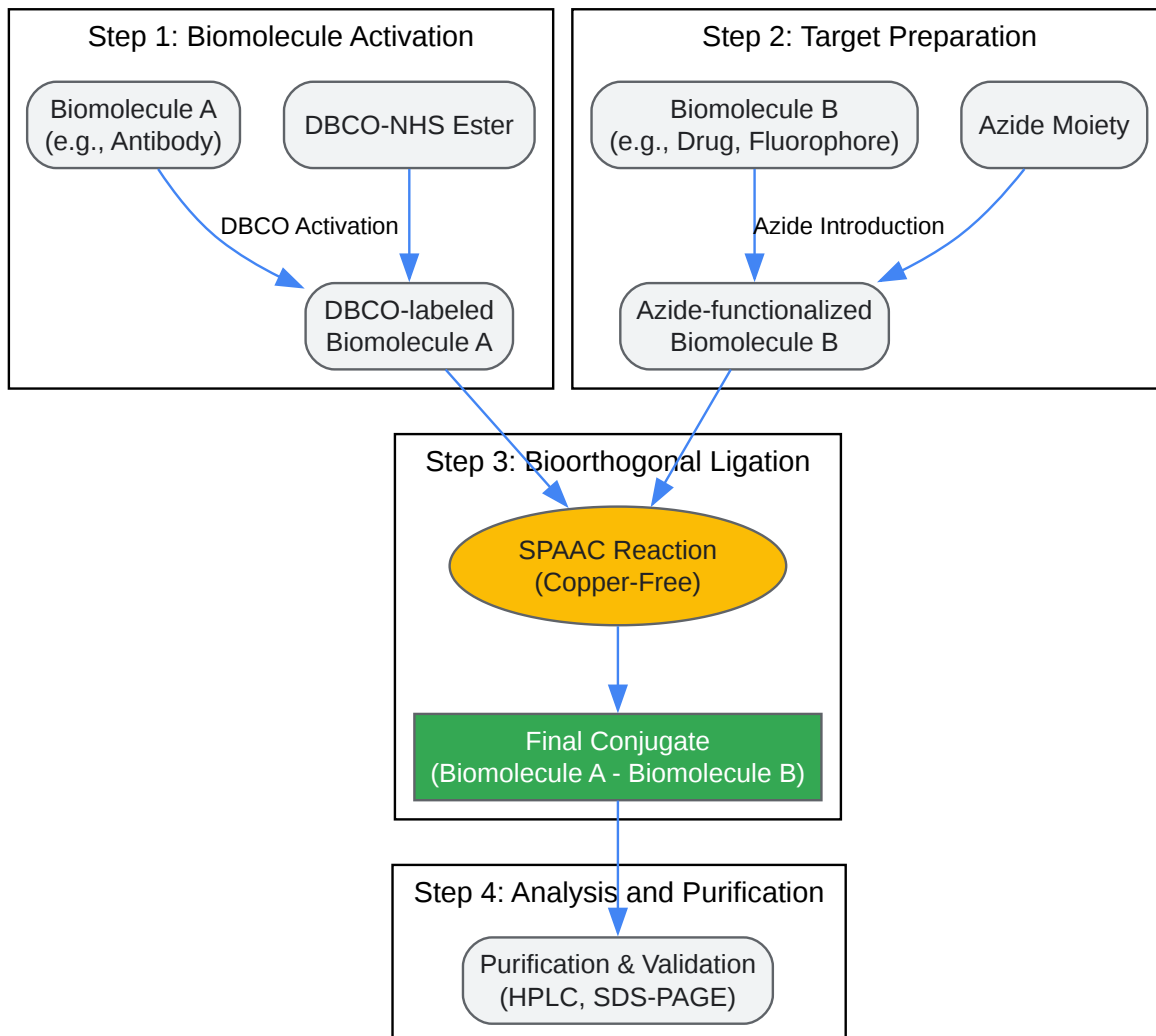 Step 1: Biomolecule Activation
Biomolecule A
(e.g., Antibody)
DBCO-NHS Ester
DBCO Activation
DBCO-labeled
Biomolecule A
Step 2: Target Preparation
Biomolecule B
(e.g., Drug, Fluorophore)
Azide Moiety
Azide Introduction
Azide-functionalized
Biomolecule B
Step 3: Bioorthogonal Ligation
SPAAC Reaction
(Copper-Free)
Final Conjugate
(Biomolecule A - Biomolecule B)
Step 4: Analysis and Purification
Purification & Validation
(HPLC, SDS-PAGE)